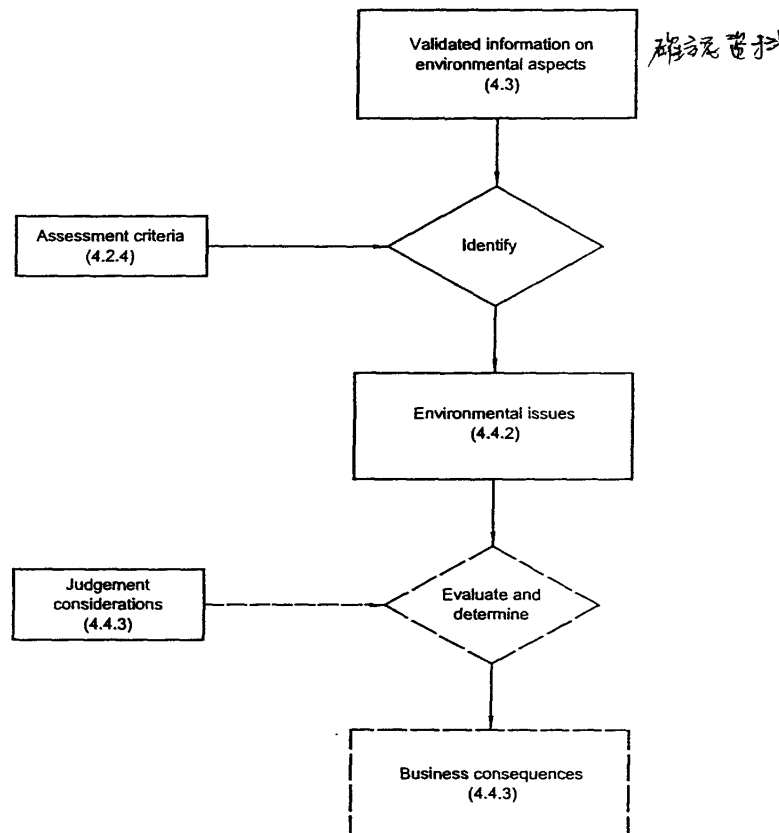 Validated information on
environmental aspects
(4.3)
Assessment criteria
(4.2.4)
Identify
Environmental issues
(4.4.2)
Judgement
considerations
(4.4.3)
Evaluate and
determine
Business consequences
(4.4.3)